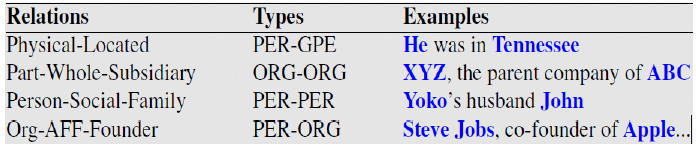 Relations Types Examples
Physical-Located PER-GPE He was in Tennessee
Part-Whole-Subsidiary ORG-ORG XYZ, the parent company of ABC
Person-Social-Family PER-PER Yoko's husband John
Org-AFF-Founder PER-ORG Steve Jobs, co-founder of Apple...